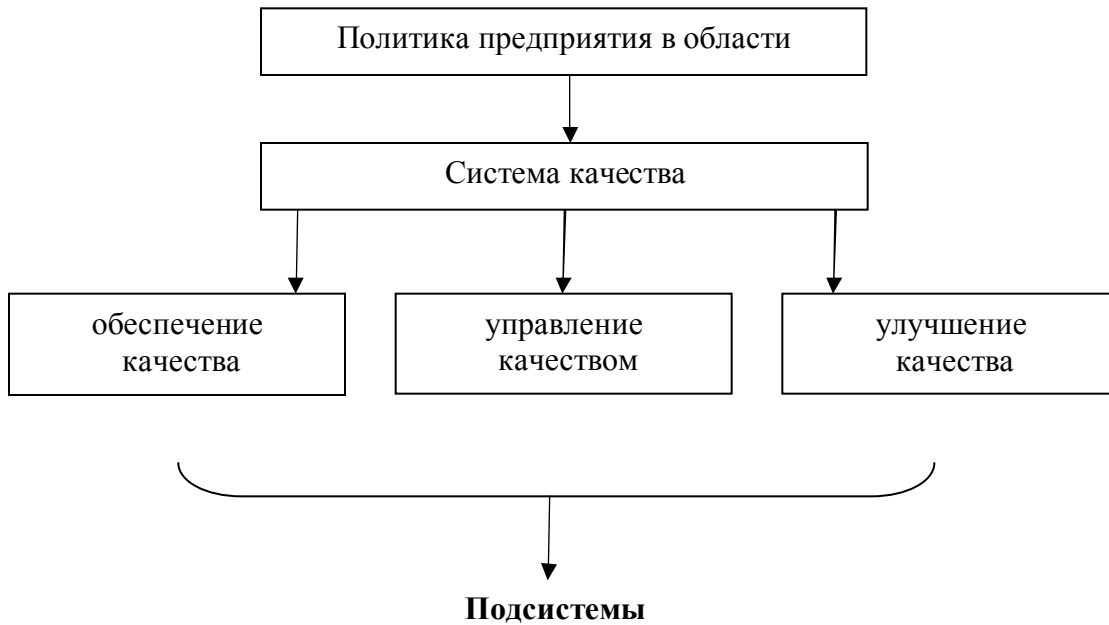 Политика предприятия в области
Система качества
обеспечение
качества
управление
качеством
улучшение
качества
Подсистемы